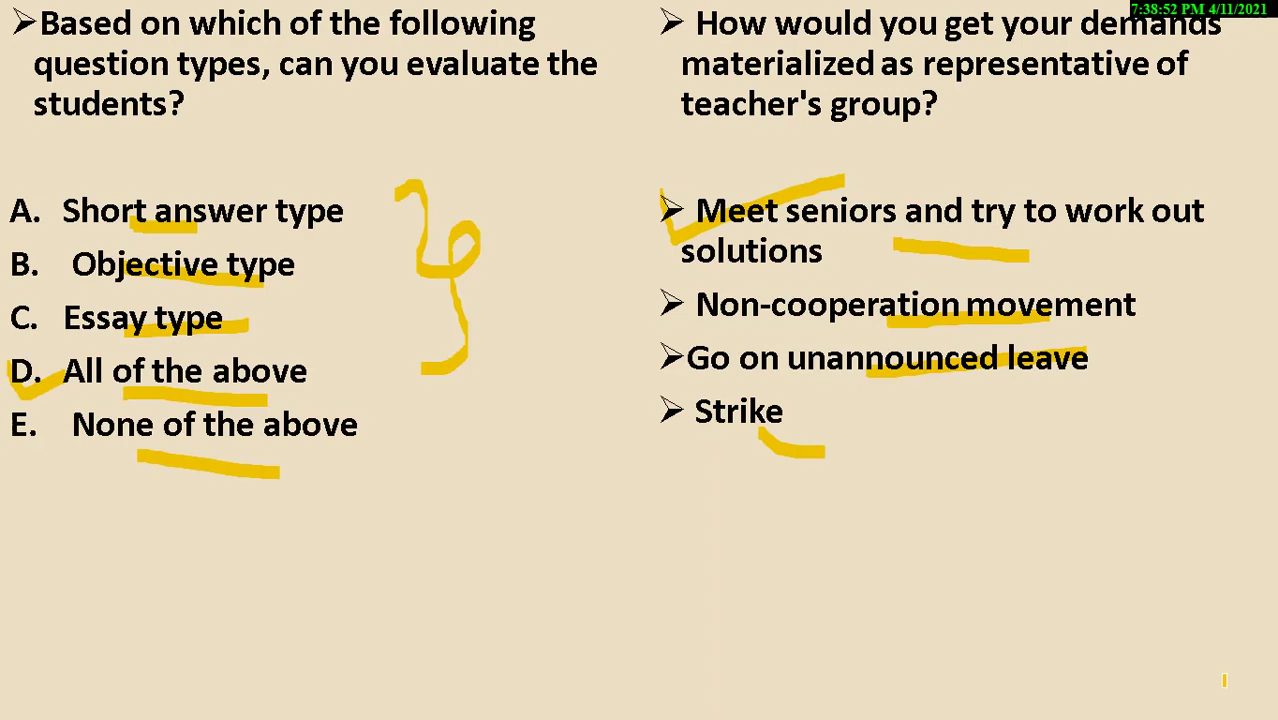 7:38:52 PM 4/11/2021
➢Based on which of the following
question types, can you evaluate the
students?
A. Short answer type
B. Objective type
C. Essay type
D. All of the above
E. None of the above
➢ How would you get your demands
materialized as representative of
teacher's group?
➢ Meet seniors and try to work out
solutions
➢ Non-cooperation movement
➢Go on unannounced leave
➢ Strike